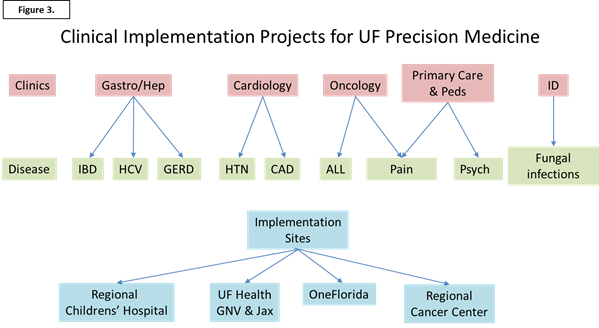 Figure 3.
Clinical Implementation Projects for UF Precision Medicine
Clinics
Gastro/Hep
Cardiology
Oncology
Primary Care
& Peds
ID
Disease
IBD
HCV
GERD
HTN
CAD
ALL
Pain
Psych
Fungal
infections
Implementation
Sites
Regional
Childrens’ Hospital
UF Health
GNV & Jax
OneFlorida
Regional
Cancer Center